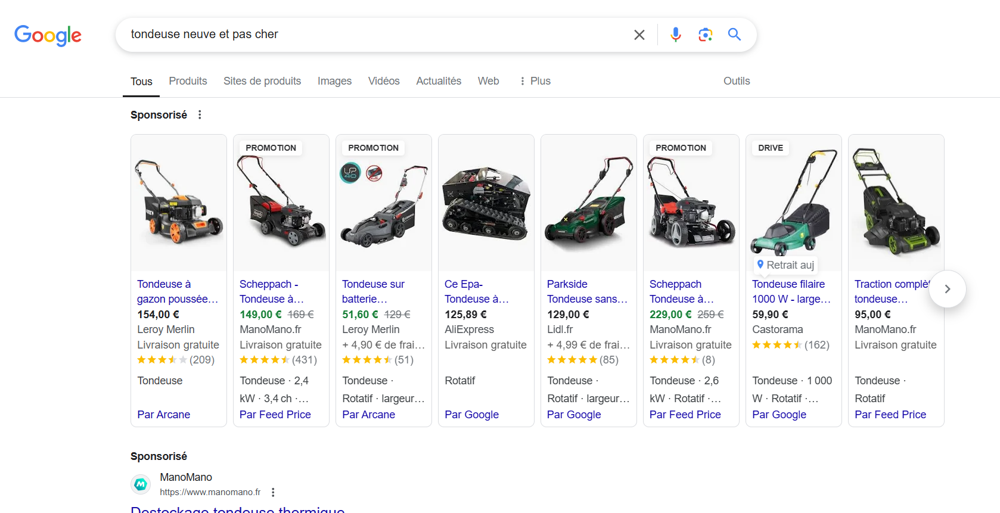 Google
tondeuse neuve et pas cher
Tous
Produits
Sites de produits
Images
Vidéos
Actualités
Web
Plus
Outils
Sponsorisé
Tondeuse à
gazon poussée...
154,00 €
Leroy Merlin
Livraison gratuite
(209)
Tondeuse
Par Arcane
PROMOTION
Scheppach -
Tondeuse à...
149,00 € 169 €
ManoMano.fr
Livraison gratuite
(431)
Tondeuse · 2,4
kW · 3,4 ch ·...
Par Feed Price
PROMOTION
UP
40
Tondeuse sur
batterie...
51,60 € 129 €
Leroy Merlin
+ 4,90 € de frai...
(51)
Tondeuse ·
Rotatif · largeur...
Par Arcane
Ce Epa-
Tondeuse à...
125,89 €
AliExpress
Livraison gratuite
Rotatif
Par Google
Parkside
Tondeuse sans...
129,00 €
Lidl.fr
+ 4,99 € de frai...
(85)
Tondeuse ·
Rotatif · largeur...
Par Google
PROMOTION
Scheppach
Tondeuse à...
229,00 € 259 €
ManoMano.fr
Livraison gratuite
(8)
Tondeuse · 2,6
kW · Rotatif ·...
Par Feed Price
DRIVE
Retrait auj
Tondeuse filaire
1000 W - large...
59,90 €
Castorama
(162)
Tondeuse · 1 000
W · Rotatif ·...
Par Google
Traction complèt
tondeuse...
95,00 €
ManoMano.fr
Livraison gratuite
Tondeuse ·
Rotatif
Par Feed Price
Sponsorisé
ManoMano
https://www.manomano.fr
Destockage tondeuse thermique